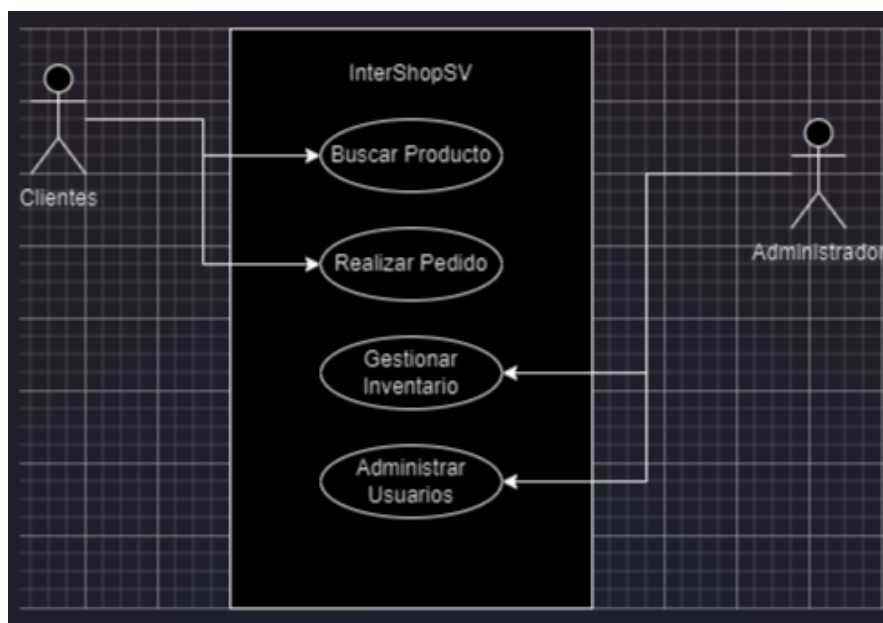 InterShopSV
Clientes
Buscar Producto
Realizar Pedido
Administrador
Gestionar
Inventario
Administrar
Usuarios